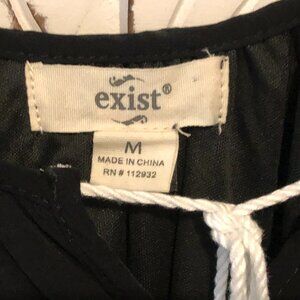 exist®
M
MADE IN CHINA
RN # 112932